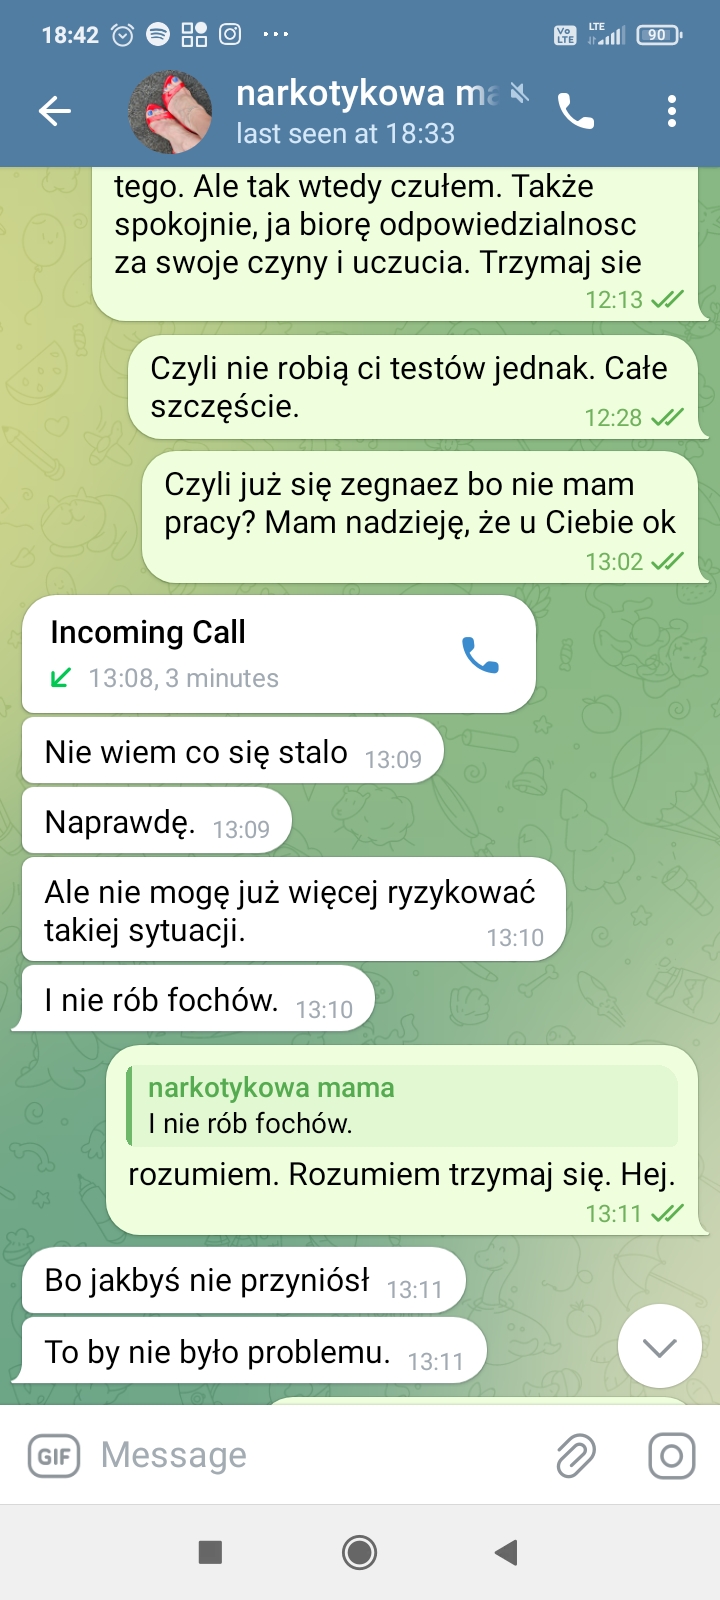 18:42
Vo LTE
LTE
90
narkotykowa ma
last seen at 18:33
tego. Ale tak wtedy czułem. Także
spokojnie, ja biorę odpowiedzialnosc
za swoje czyny i uczucia. Trzymaj sie
12:13
Czyli nie robią ci testów jednak. Całe
szczęście.
12:28
Czyli już się zegnaez bo nie mam
pracy? Mam nadzieję, że u Ciebie ok
13:02
Incoming Call
13:08, 3 minutes
Nie wiem co się stalo 13:09
Naprawdę. 13:09
Ale nie mogę już więcej ryzykować
takiej sytuacji. 13:10
I nie rób fochów. 13:10
narkotykowa mama
I nie rób fochów.
rozumiem. Rozumiem trzymaj się. Hej.
13:11
Bo jakbyś nie przyniósł 13:11
To by nie było problemu. 13:11
GIF Message